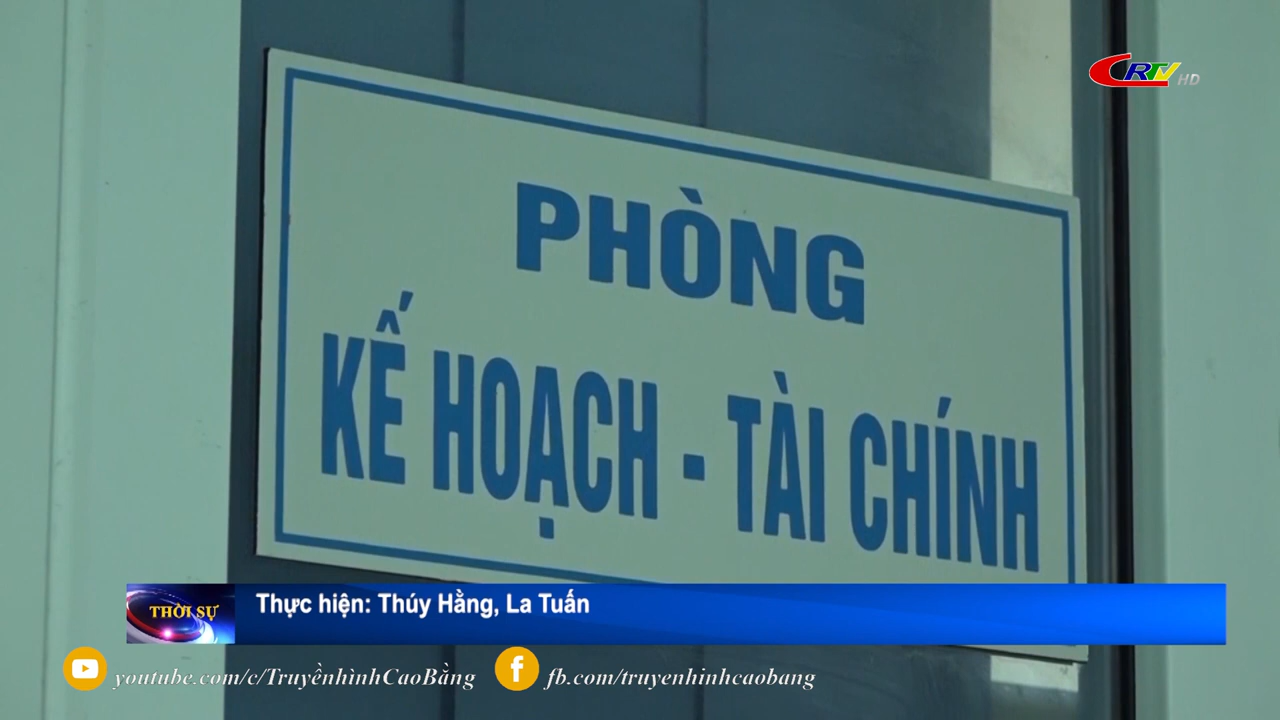 CRTV HD
PHÒNG
KẾ HOẠCH - TÀI CHÍNH
THỜI SỰ
Thực hiện: Thúy Hằng, La Tuấn
youtube.com/c/TruyềnhìnhCaoBằng
fb.com/truyenhinhcaobang